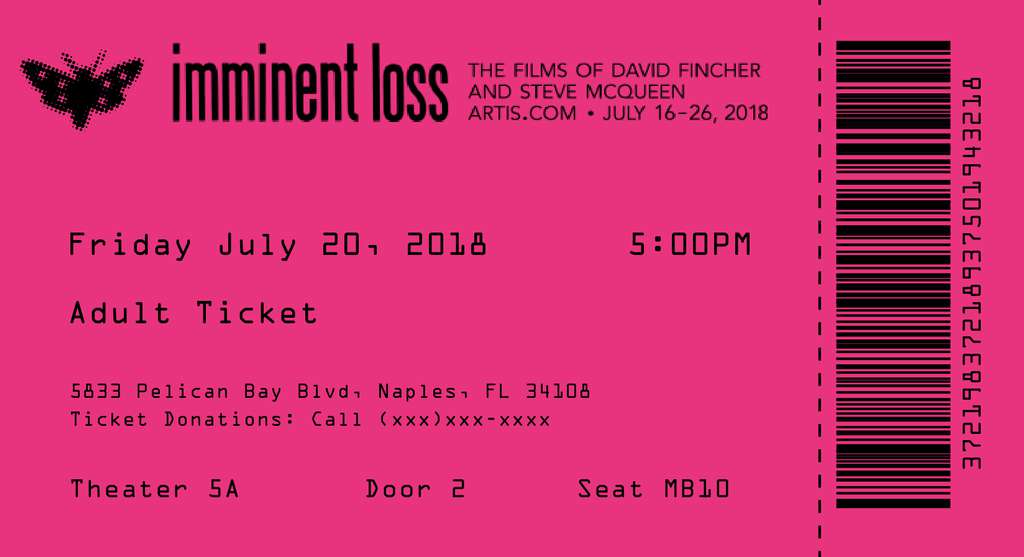 imminent loss
THE FILMS OF DAVID FINCHER
AND STEVE MCQUEEN
ARTIS.COM • JULY 16-26, 2018
Friday July 20, 2018 5:00PM
Adult Ticket
5833 Pelican Bay Blvd, Naples, FL 34108
Ticket Donations: Call (xxx)xxx-xxxx
Theater 5A Door 2 Seat MB10
37219837218937501943218